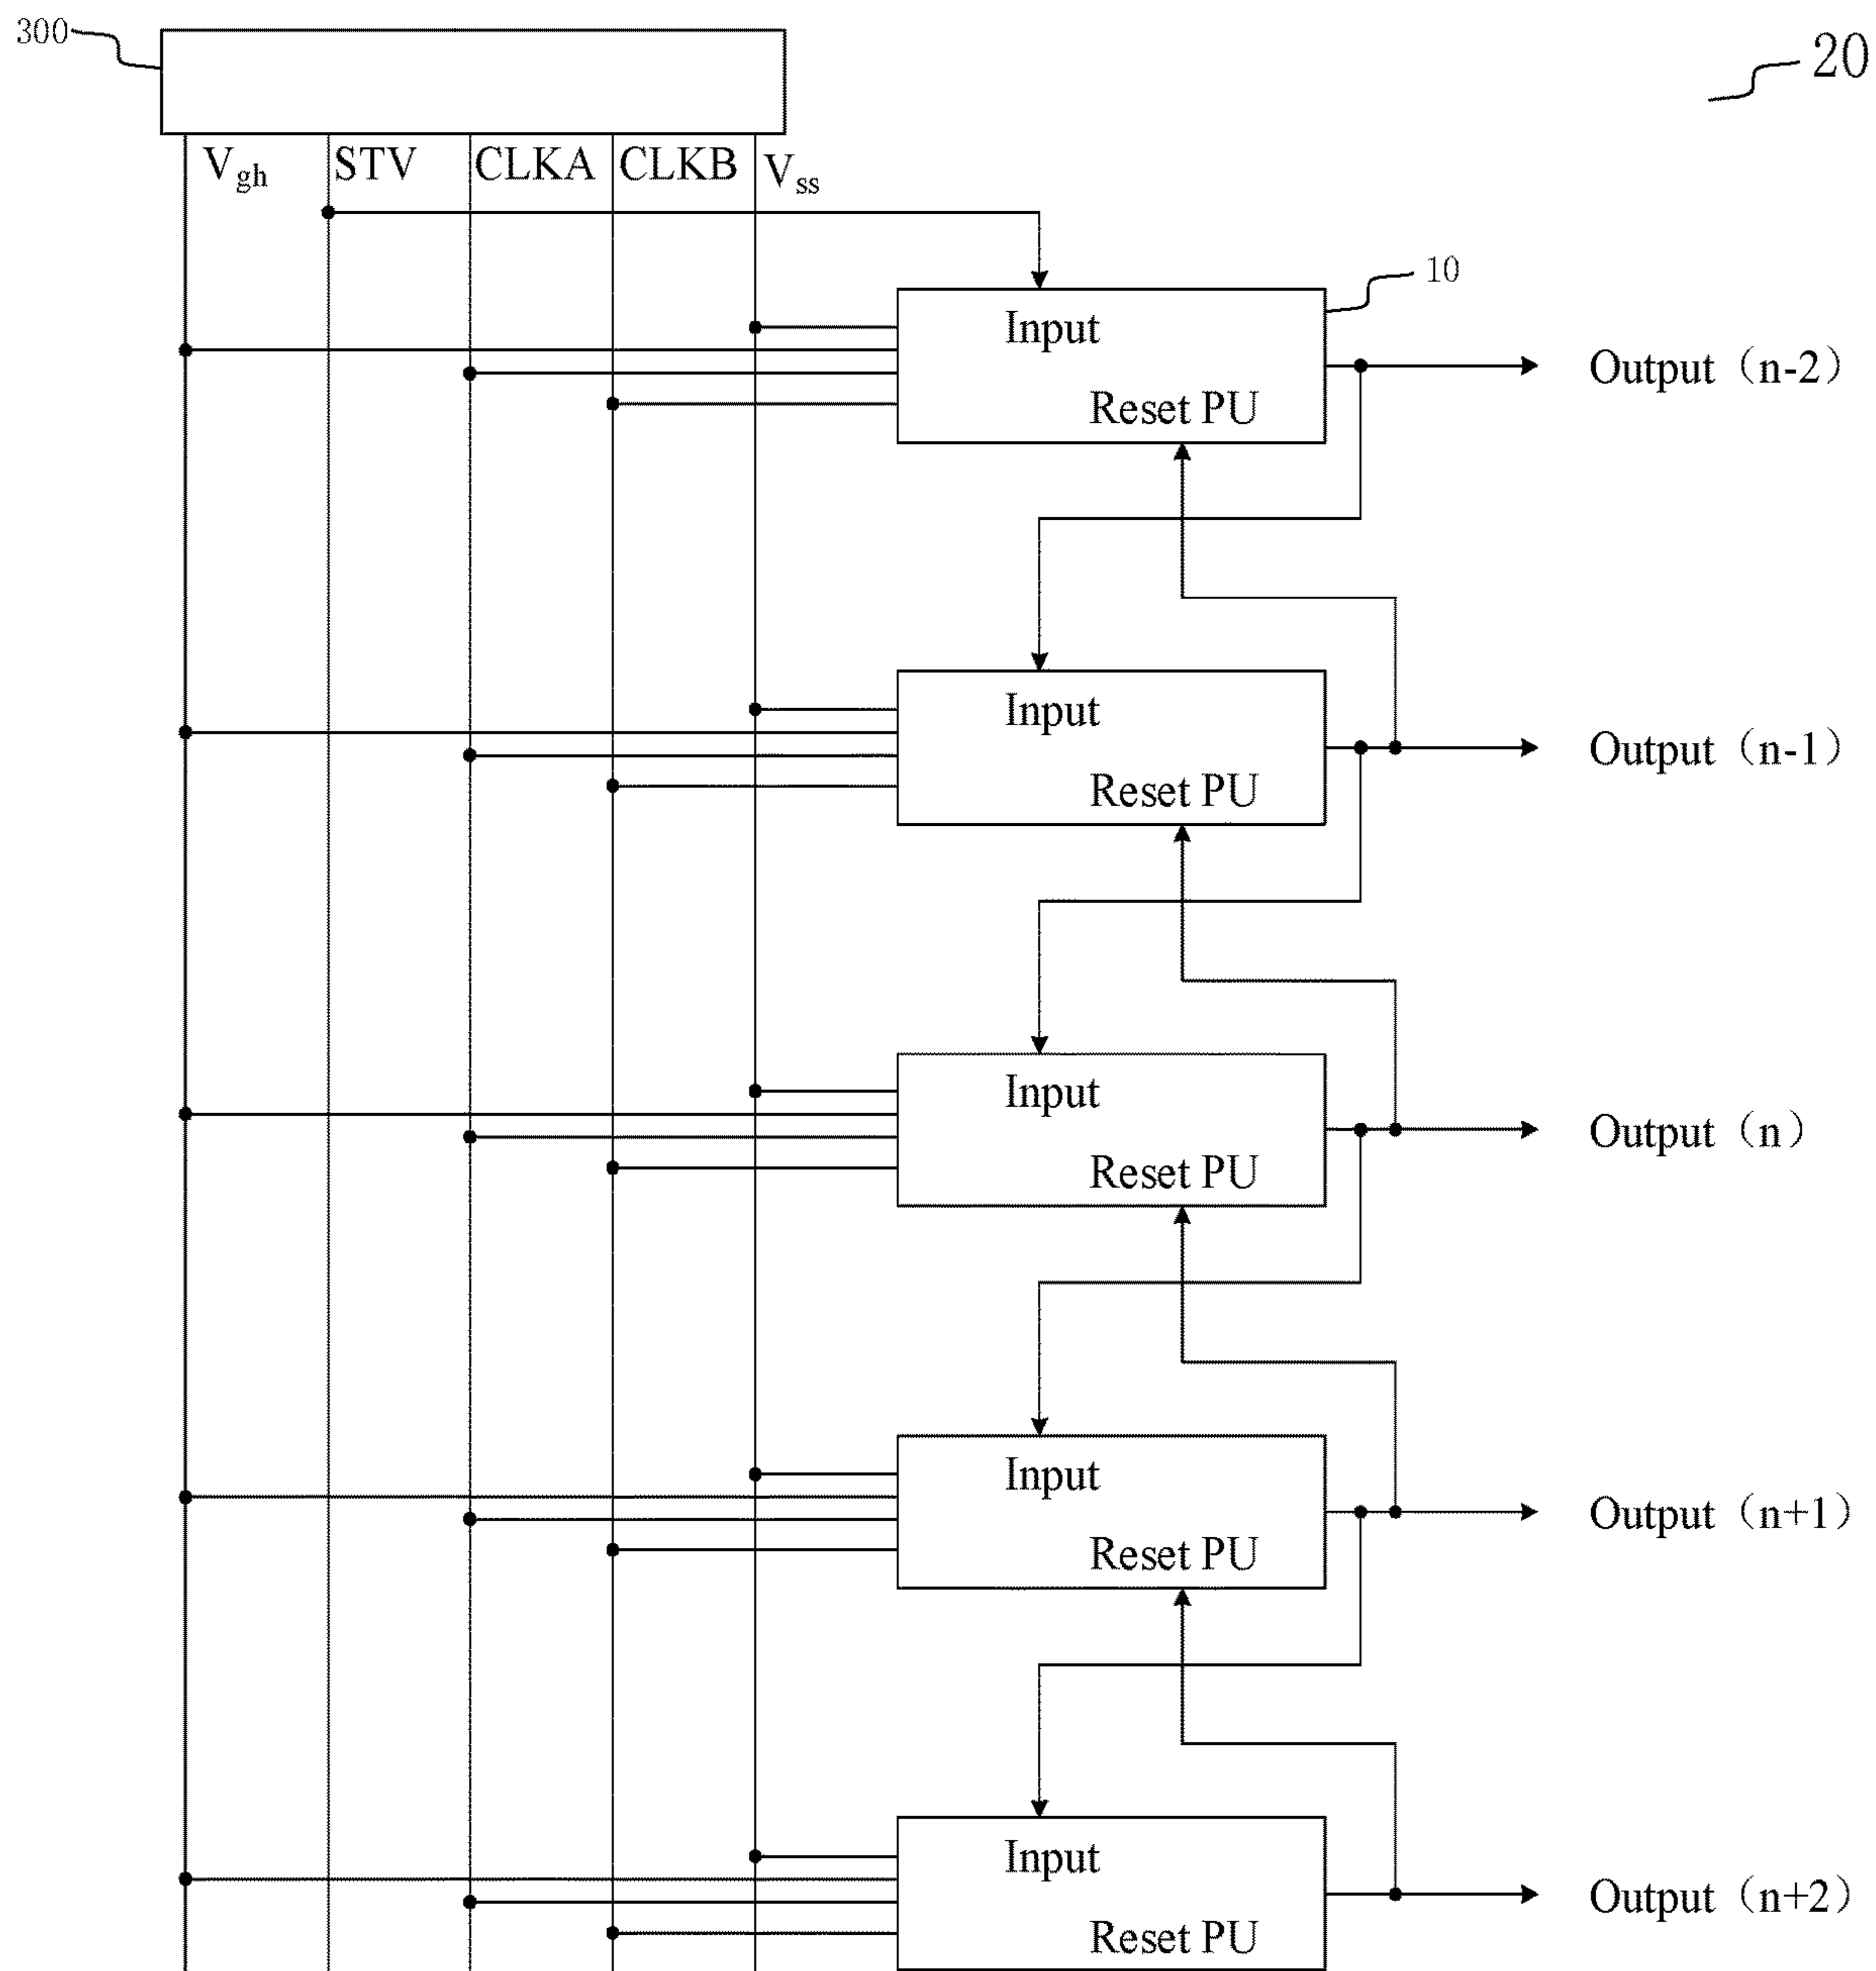 300
20
Vgh STV CLKA CLKB Vss
10
Input
Output（n-2）
Reset PU
Input
Output（n-1）
Reset PU
Input
Output（n）
Reset PU
Input
Output（n+1）
Reset PU
Input
Output（n+2）
Reset PU